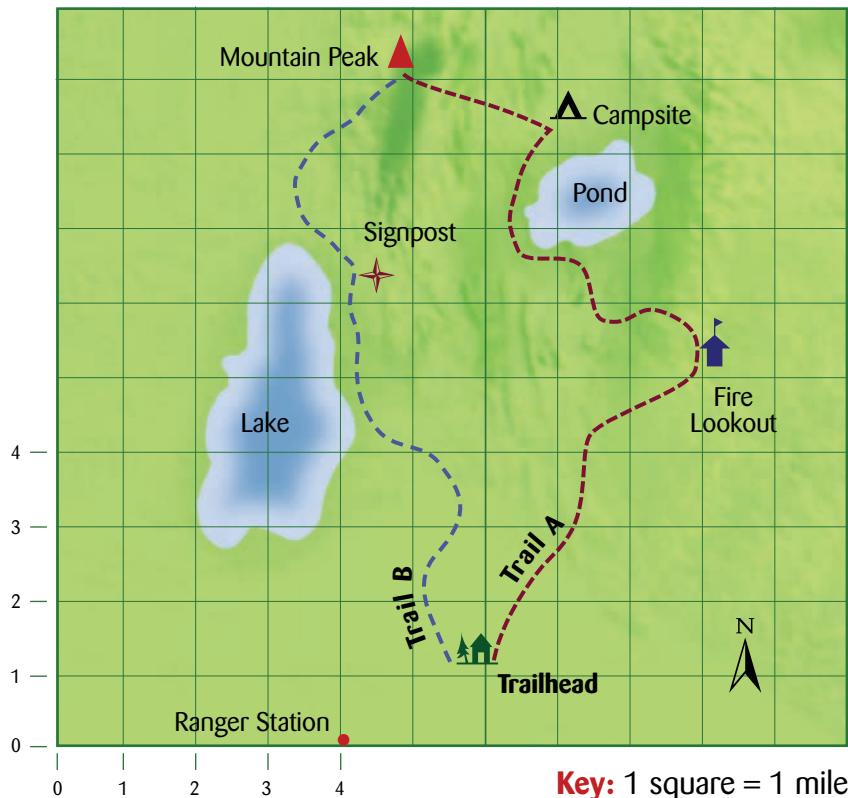 Mountain Peak
Campsite
Pond
Signpost
Fire
Lookout
Lake
4
3
Trail A
2
Trail B
N
1
Trailhead
Ranger Station
0
0
1
2
3
4
Key: 1 square = 1 mile